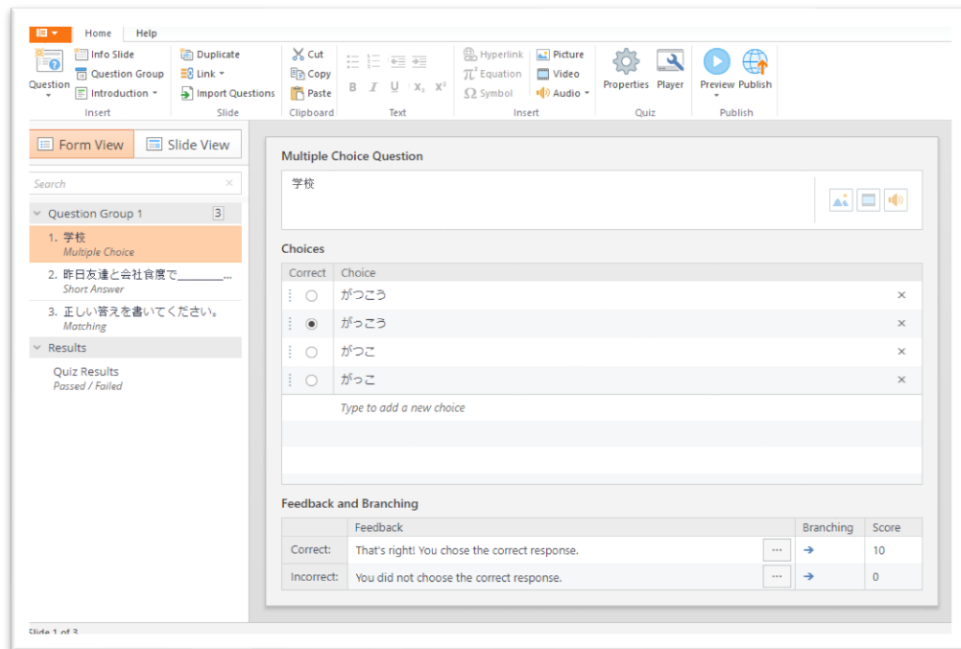 Home Help
Info Slide Duplicate Cut Hyperlink Picture
Question Group Link Copy Equation Video
Question Introduction Import Questions Paste B I U X₂ X² Symbol Audio Properties Player Preview Publish
Insert Slide Clipboard Text Insert Quiz Publish
Form View Slide View
Search
Question Group 1 3
1. 学校
Multiple Choice
2. 昨日友達と会社食度で________...
Short Answer
3. 正しい答えを書いてください。
Matching
Results
Quiz Results
Passed / Failed
Multiple Choice Question
学校
Choices
Correct Choice
がつこう
がっこう
がつこ
がっこ
Type to add a new choice
Feedback and Branching
Feedback Branching Score
Correct: That's right! You chose the correct response. ... 10
Incorrect: You did not choose the correct response. ... 0
Slide 1 of 3